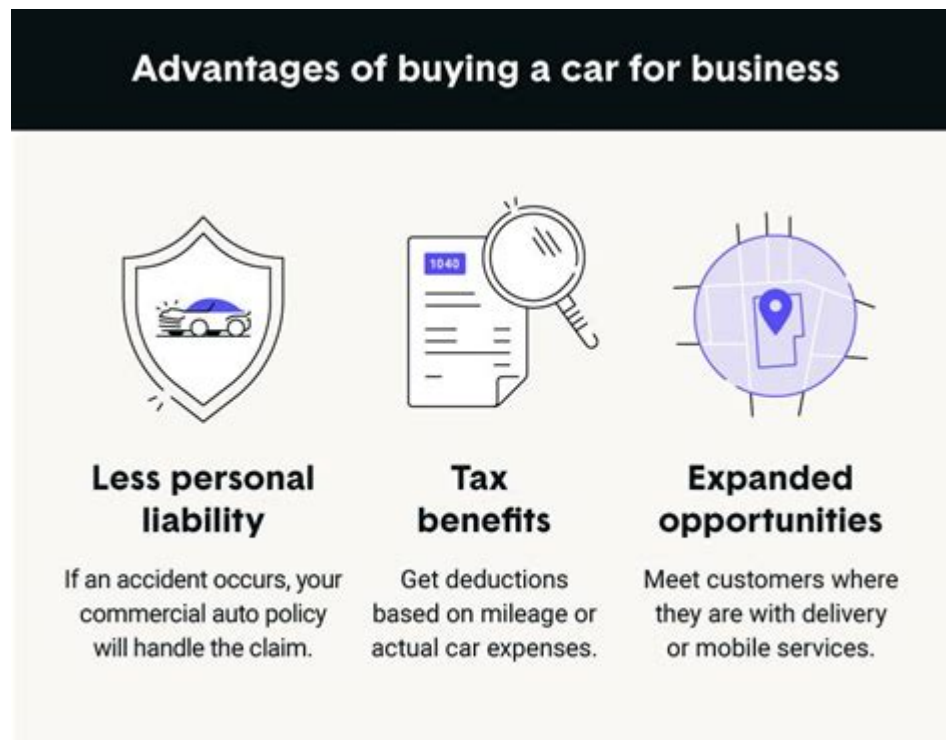 Advantages of buying a car for business
1040
Less personal
liability
If an accident occurs, your
commercial auto policy
will handle the claim.
Tax
benefits
Get deductions
based on mileage or
actual car expenses.
Expanded
opportunities
Meet customers where
they are with delivery
or mobile services.